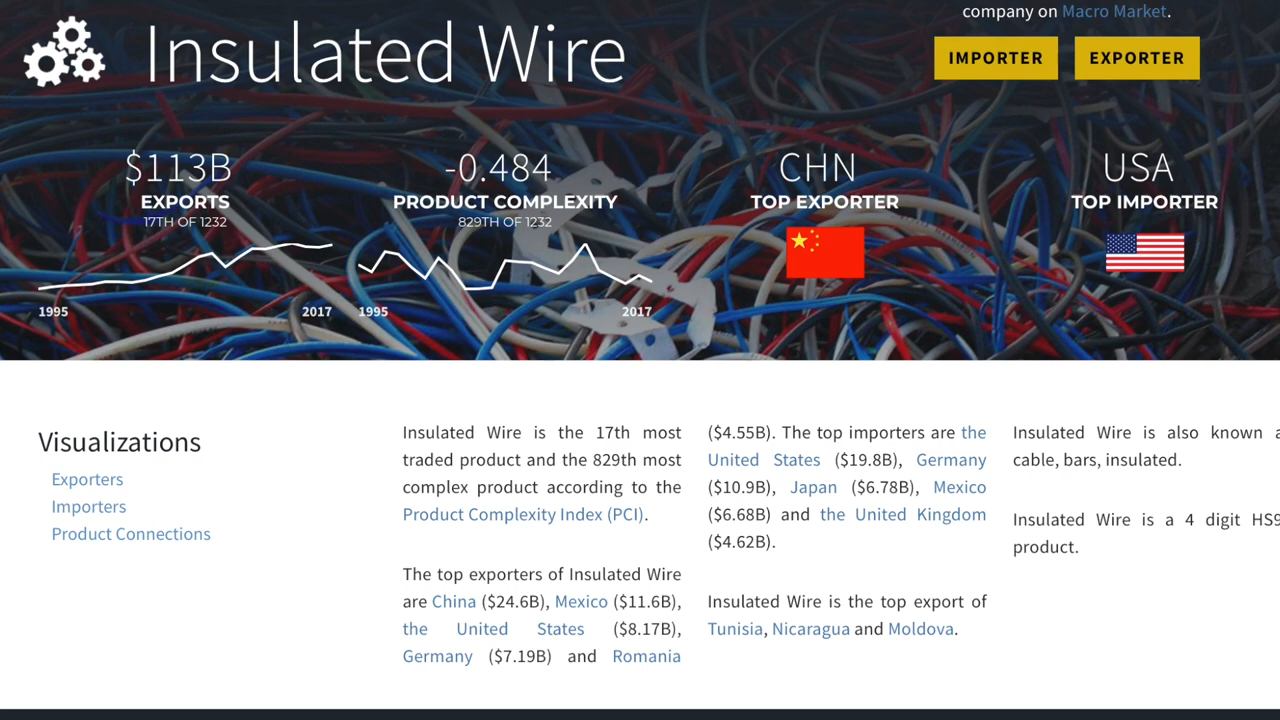 company on Macro Market.
Insulated Wire
IMPORTER
EXPORTER
$113B
EXPORTS
17TH OF 1232
1995
2017
-0.484
PRODUCT COMPLEXITY
829TH OF 1232
1995
2017
CHN
TOP EXPORTER
USA
TOP IMPORTER
Visualizations
Exporters
Importers
Product Connections
Insulated Wire is the 17th most
traded product and the 829th most
complex product according to the
Product Complexity Index (PCI).
The top exporters of Insulated Wire
are China ($24.6B), Mexico ($11.6B),
the United States ($8.17B),
Germany ($7.19B) and Romania
($4.55B). The top importers are the
United States ($19.8B), Germany
($10.9B), Japan ($6.78B), Mexico
($6.68B) and the United Kingdom
($4.62B).
Insulated Wire is the top export of
Tunisia, Nicaragua and Moldova.
Insulated Wire is also known a
cable, bars, insulated.
Insulated Wire is a 4 digit HS9
product.